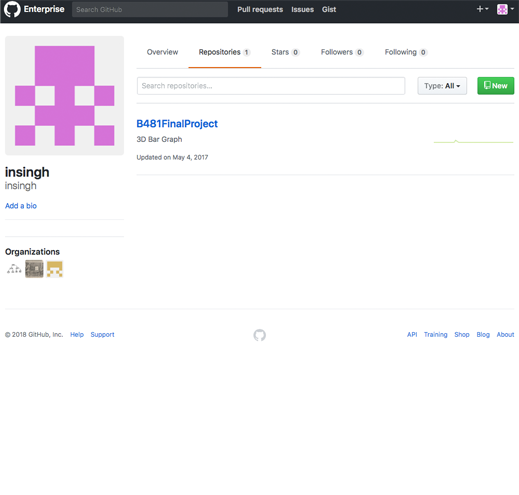 Enterprise Search GitHub Pull requests Issues Gist
Overview Repositories 1 Stars 0 Followers 0 Following 0
Search repositories... Type: All New
B481FinalProject
3D Bar Graph
Updated on May 4, 2017
insingh
insingh
Add a bio
Organizations
© 2018 GitHub, Inc. Help Support API Training Shop Blog About